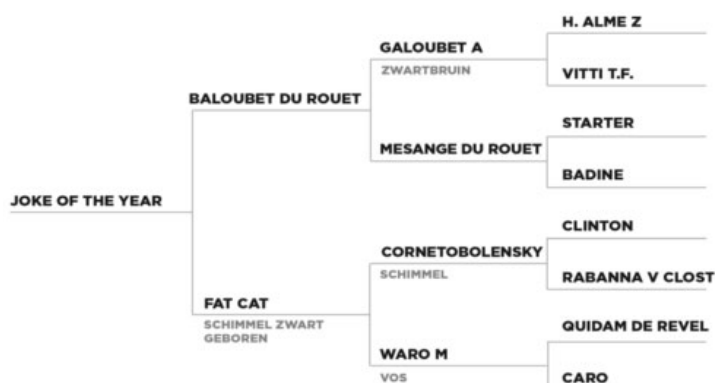 H. ALME Z
GALOUBET A
ZWARTBRUIN
VITTI T.F.
BALOUBET DU ROUET
STARTER
MESANGE DU ROUET
BADINE
JOKE OF THE YEAR
CLINTON
CORNETOBOLENSKY
SCHIMMEL
RABANNA V CLOST
FAT CAT
SCHIMMEL ZWART
GEBOREN
QUIDAM DE REVEL
WARO M
VOS
CARO